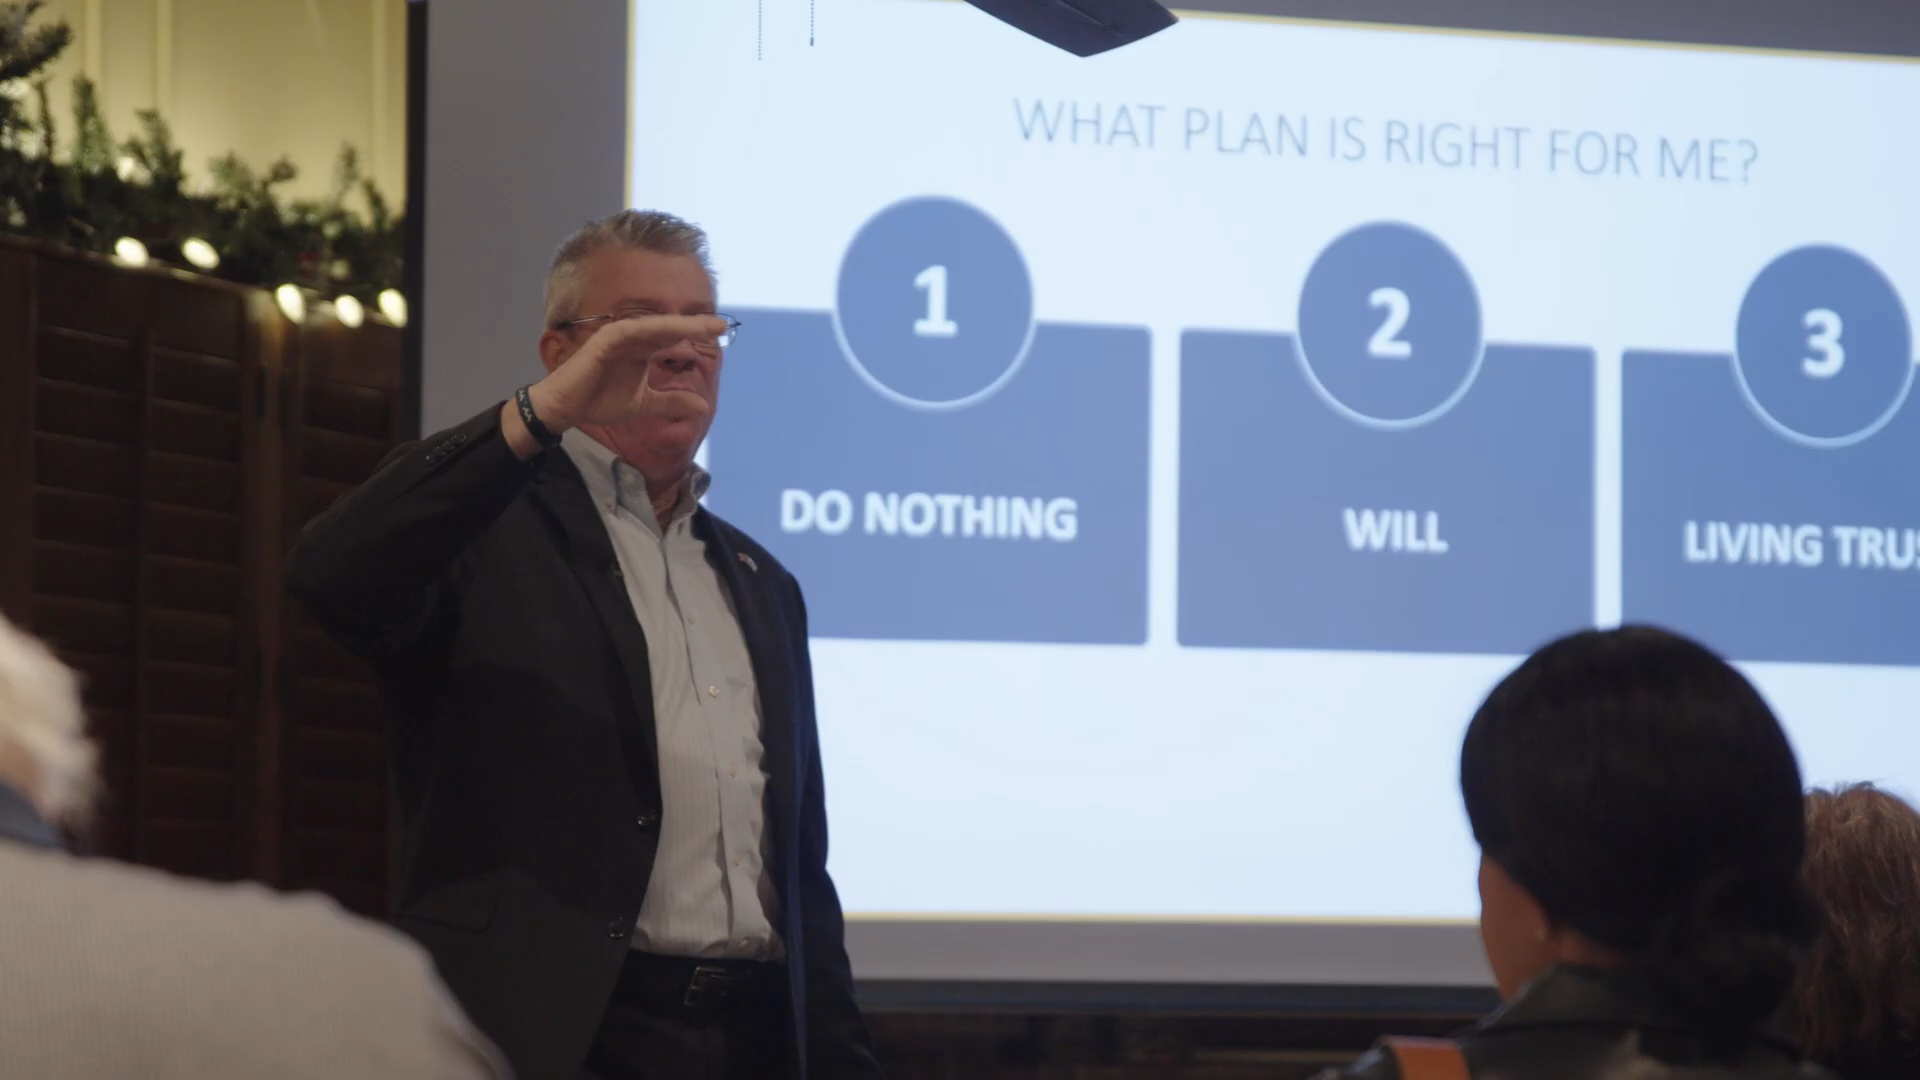 WHAT PLAN IS RIGHT FOR ME?
1
2
3
DO NOTHING
WILL
LIVING TRUS